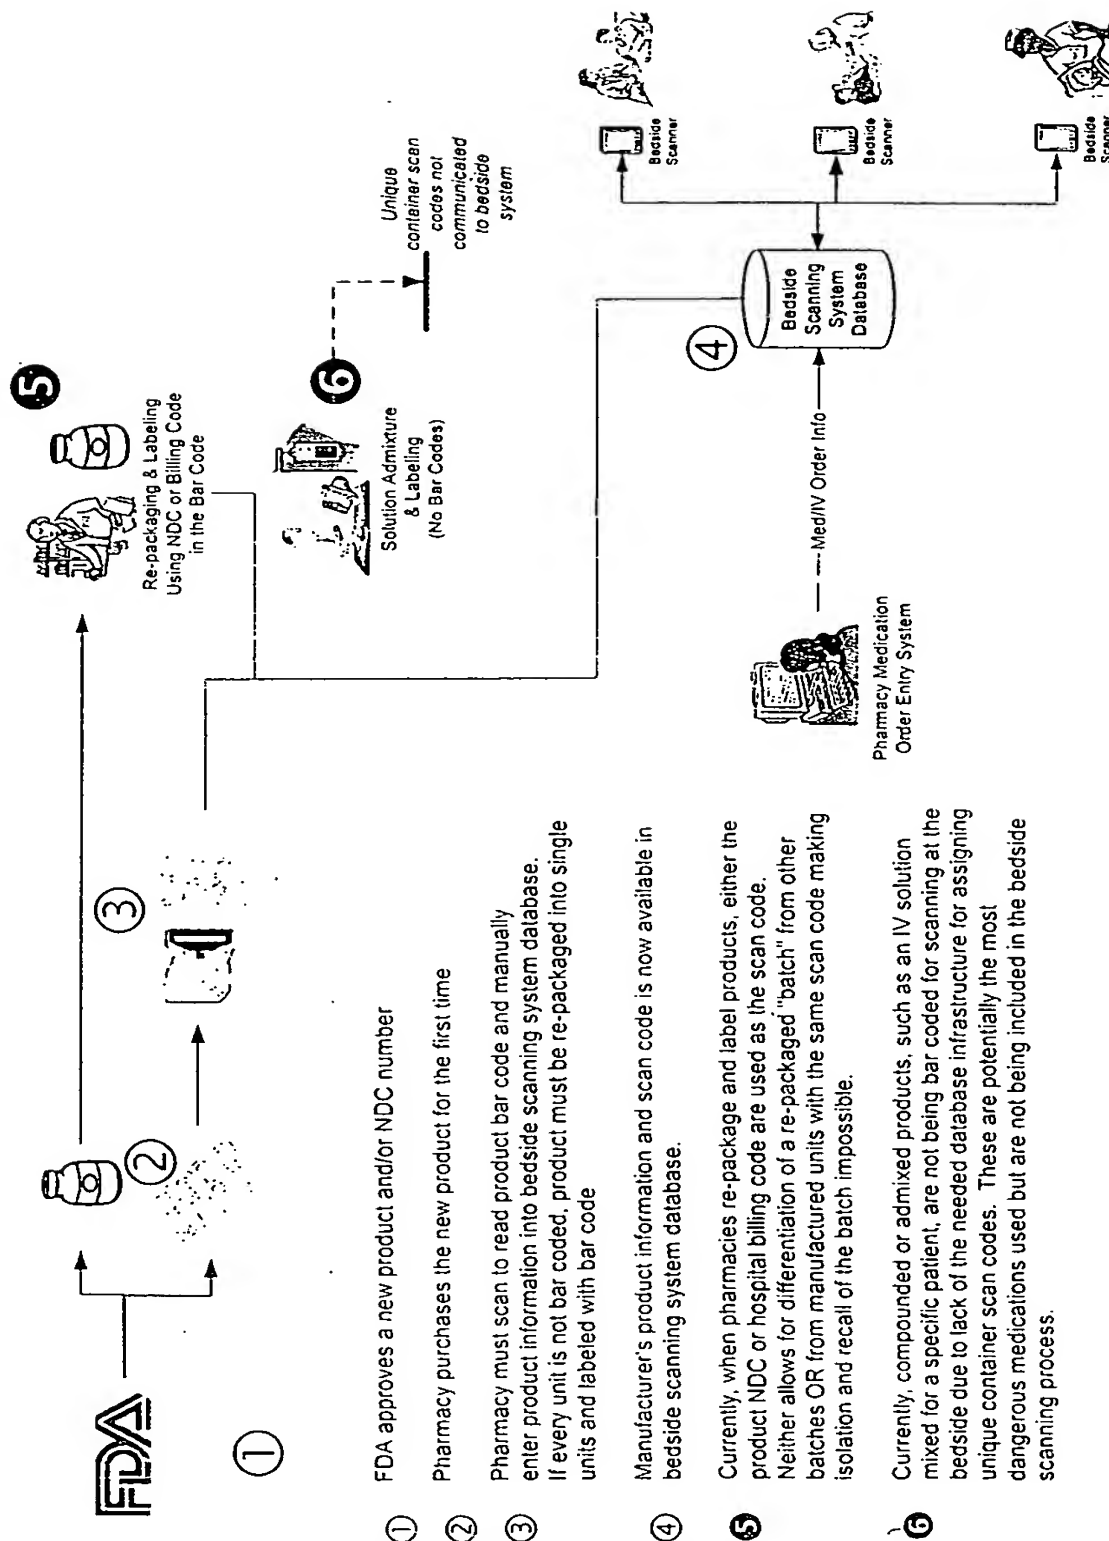 FDA
①
②
③
⑤
Re-packaging & Labeling
Using NDC or Billing Code
in the Bar Code
⑥
Solution Admixture
& Labeling
(No Bar Codes)
Unique
container scan
codes not
communicated
to bedside
system
④
Bedside
Scanning
System
Database
Med/IV Order Info
Pharmacy Medication
Order Entry System
Bedside
Scanner
Bedside
Scanner
Bedside
Scanner
① FDA approves a new product and/or NDC number
② Pharmacy purchases the new product for the first time
③ Pharmacy must scan to read product bar code and manually
enter product information into bedside scanning system database.
If every unit is not bar coded, product must be re-packaged into single
units and labeled with bar code
④ Manufacturer's product information and scan code is now available in
bedside scanning system database.
⑤ Currently, when pharmacies re-package and label products, either the
product NDC or hospital billing code are used as the scan code.
Neither allows for differentiation of a re-packaged "batch" from other
batches OR from manufactured units with the same scan code making
isolation and recall of the batch impossible.
⑥ Currently, compounded or admixed products, such as an IV solution
mixed for a specific patient, are not being bar coded for scanning at the
bedside due to lack of the needed database infrastructure for assigning
unique container scan codes. These are potentially the most
dangerous medications used but are not being included in the bedside
scanning process.